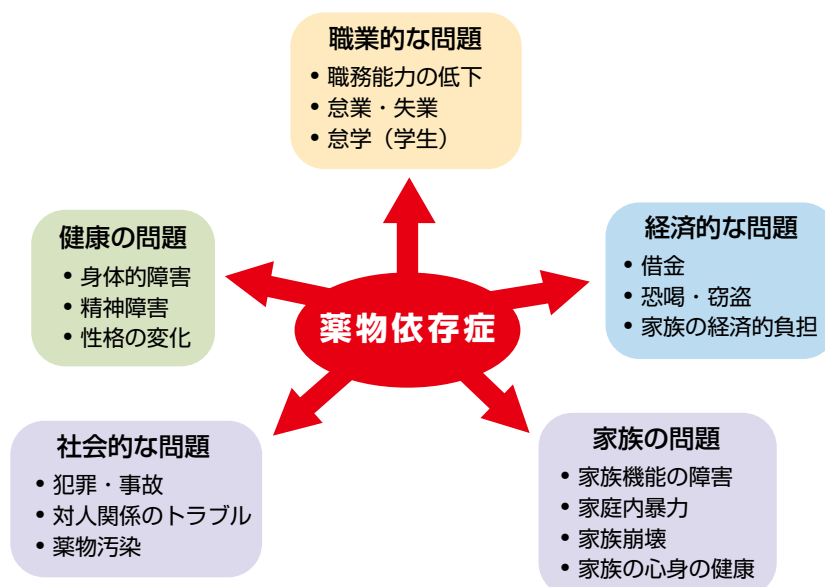 職業的な問題
• 職務能力の低下
• 怠業・失業
• 怠学（学生）
健康の問題
• 身体的障害
• 精神障害
• 性格の変化
経済的な問題
• 借金
• 恐喝・窃盗
• 家族の経済的負担
薬物依存症
社会的な問題
• 犯罪・事故
• 対人関係のトラブル
• 薬物汚染
家族の問題
• 家族機能の障害
• 家庭内暴力
• 家族崩壊
• 家族の心身の健康